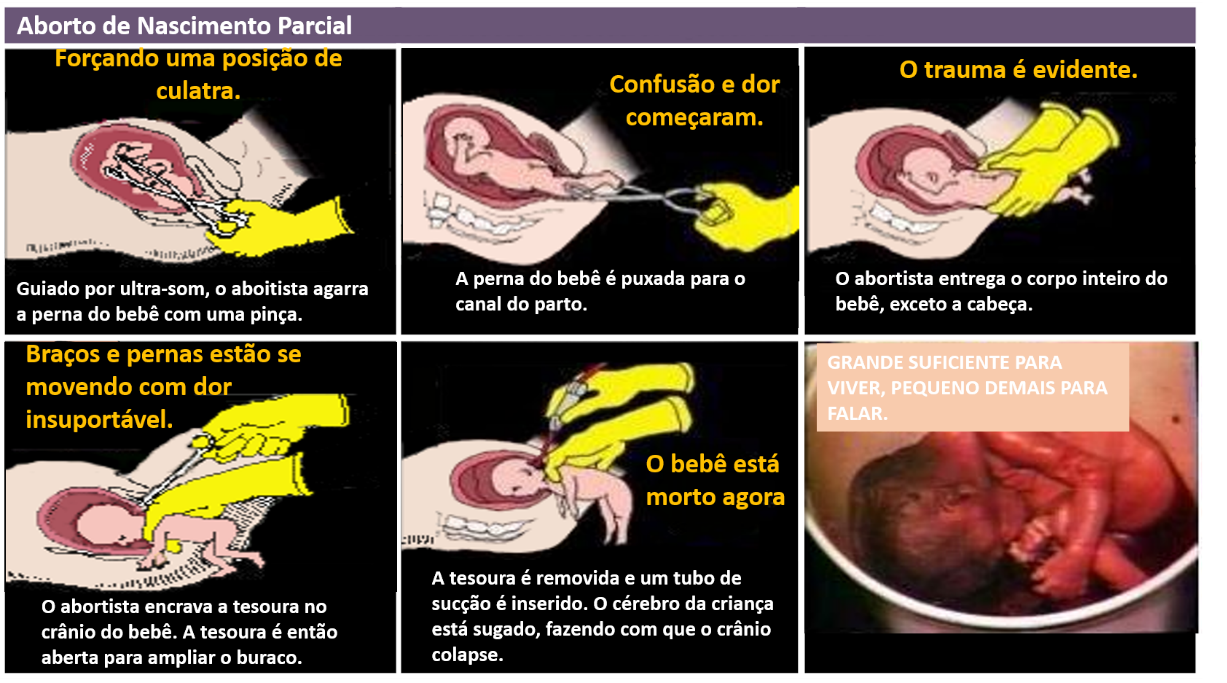 Aborto de Nascimento Parcial
Forçando uma posição de
culatra.
Guiado por ultra-som, o aboitista agarra
a perna do bebê com uma pinça.
Confusão e dor
começaram.
A perna do bebê é puxada para o
canal do parto.
O trauma é evidente.
O abortista entrega o corpo inteiro do
bebê, exceto a cabeça.
Braços e pernas estão se
movendo com dor
insuportável.
O abortista encrava a tesoura no
crânio do bebê. A tesoura é então
aberta para ampliar o buraco.
O bebê está
morto agora
A tesoura é removida e um tubo de
sucção é inserido. O cérebro da criança
está sugado, fazendo com que o crânio
colapse.
GRANDE SUFICIENTE PARA
VIVER, PEQUENO DEMAIS PARA
FALAR.